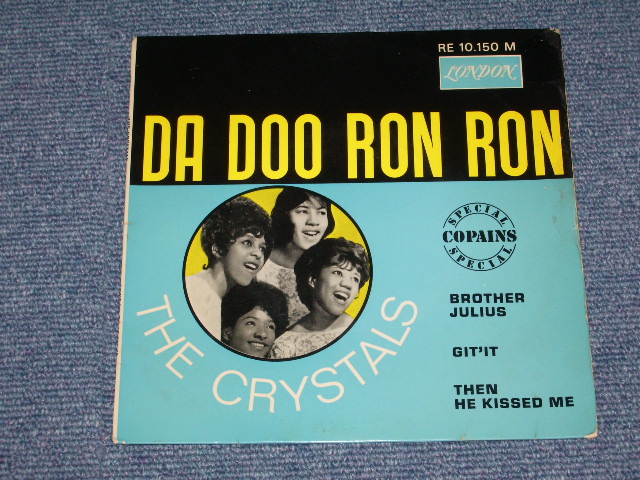 RE 10.150 M
LONDON
DA DOO RON RON
SPECIAL
COPAINS
SPECIAL
BROTHER
JULIUS
GIT'IT
THEN
HE KISSED ME
THE CRYSTALS